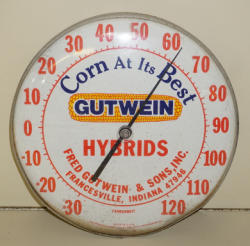 -30 -20 -10 0 10 20 30 40 50 60 70 80 90 100 110 120
Corn At Its Best
GUTWEIN
HYBRIDS
FRED GUTWEIN & SONS, INC.
FRANCESVILLE, INDIANA 47946
FAHRENHEIT